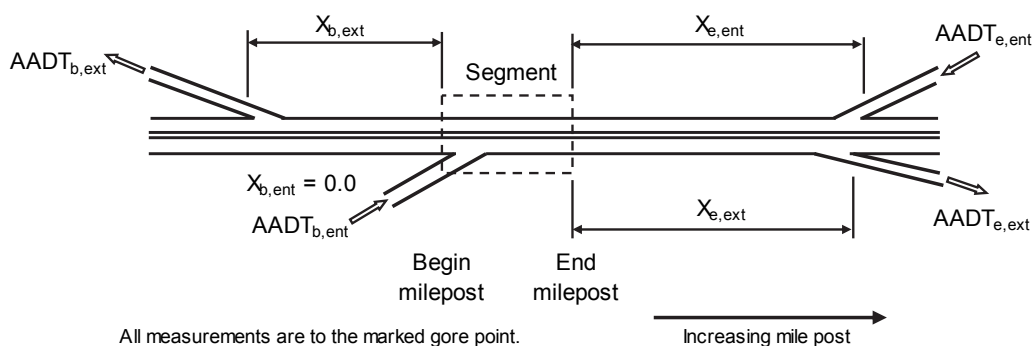 X_b,ext
X_e,ent
AADT_e,ent
AADT_b,ext
Segment
X_b,ent = 0.0
AADT_b,ent
X_e,ext
AADT_e,ext
Begin
milepost
End
milepost
All measurements are to the marked gore point.
Increasing mile post